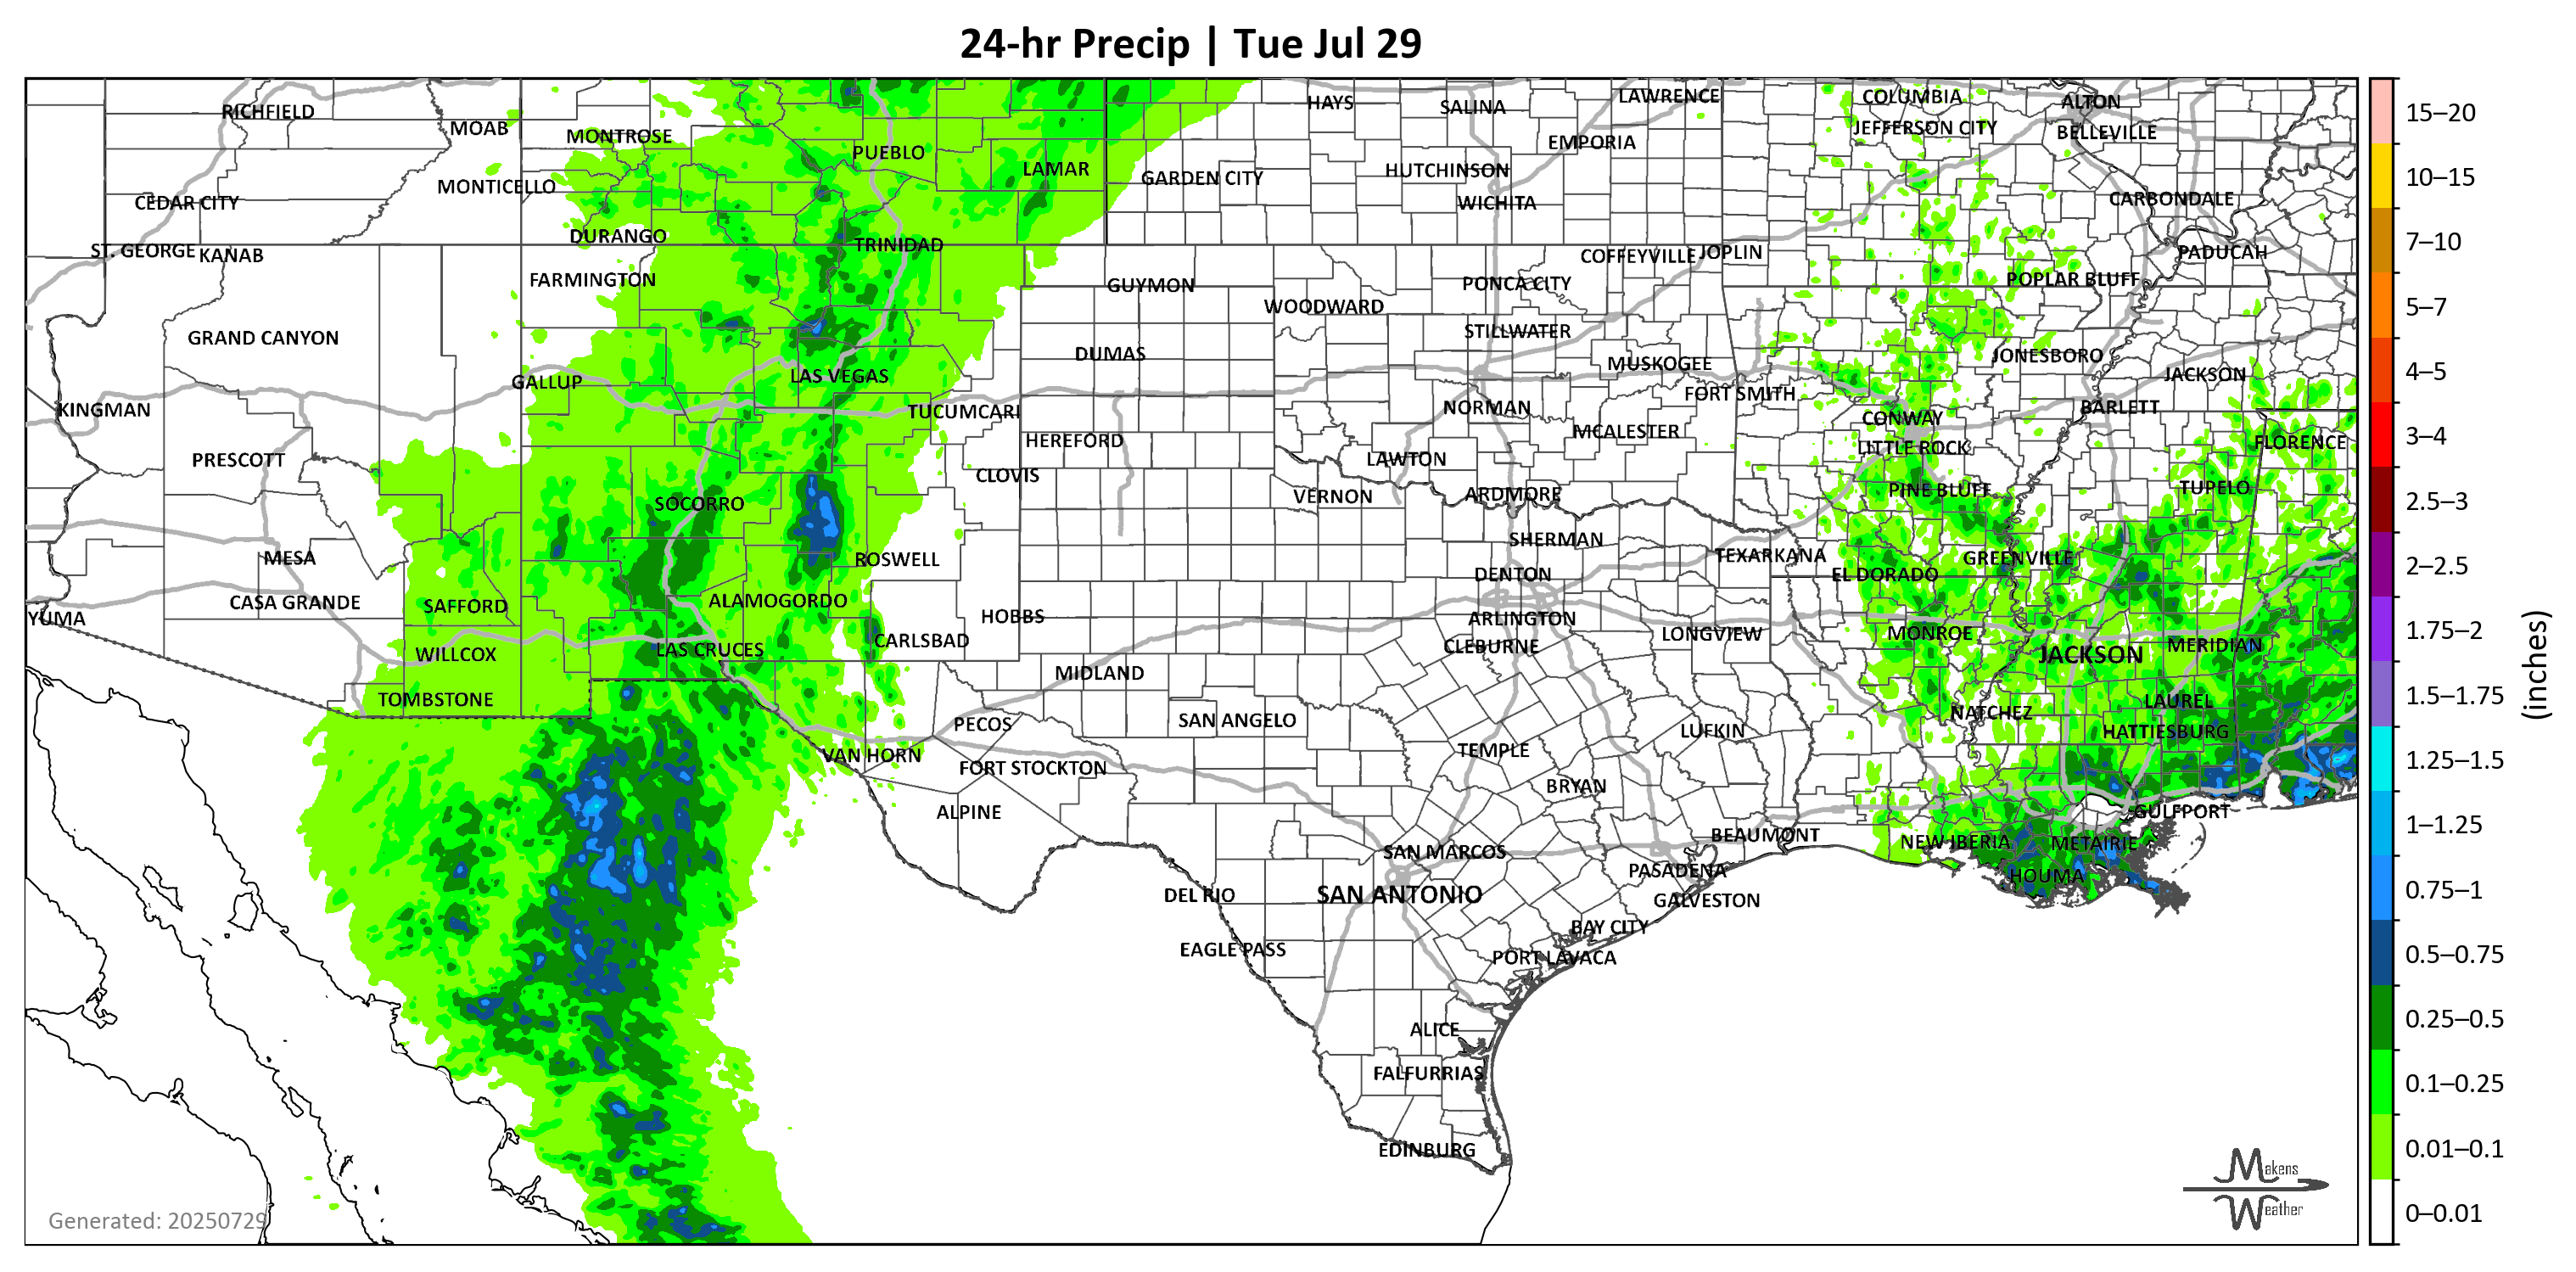 24-hr Precip | Tue Jul 29
RICHFIELD
MOAB
MONTROSE
PUEBLO
LAMAR
HAYS
SALINA
LAWRENCE
COLUMBIA
ALTON
JEFFERSON CITY
BELLEVILLE
EMPORIA
HUTCHINSON
GARDEN CITY
MONTICELLO
CEDAR CITY
WICHITA
CARBONDALE
DURANGO
TRINIDAD
ST. GEORGE
KANAB
COFFEYVILLE
JOPLIN
PADUCAH
FARMINGTON
GUYMON
PONCA CITY
POPLAR BLUFF
WOODWARD
GRAND CANYON
STILLWATER
DUMAS
MUSKOGEE
JONESBORO
GALLUP
LAS VEGAS
JACKSON
FORT SMITH
KINGMAN
TUCUMCARI
NORMAN
BARLETT
CONWAY
HEREFORD
MCALESTER
LITTLE ROCK
FLORENCE
PRESCOTT
LAWTON
CLOVIS
SOCORRO
VERNON
ARDMORE
PINE BLUFF
TUPELO
MESA
ROSWELL
SHERMAN
TEXARKANA
GREENVILLE
DENTON
EL DORADO
CASA GRANDE
SAFFORD
ALAMOGORDO
YUMA
HOBBS
ARLINGTON
CARLSBAD
LONGVIEW
MONROE
WILLCOX
LAS CRUCES
CLEBURNE
JACKSON
MERIDIAN
MIDLAND
TOMBSTONE
PECOS
SAN ANGELO
NATCHEZ
LAUREL
LUFKIN
HATTIESBURG
VAN HORN
TEMPLE
FORT STOCKTON
BRYAN
ALPINE
GULFPORT
BEAUMONT
NEW IBERIA
METAIRIE
SAN MARCOS
PASADENA
HOUMA
DEL RIO
SAN ANTONIO
GALVESTON
BAY CITY
EAGLE PASS
PORT LAVACA
ALICE
FALFURRIAS
EDINBURG
Generated: 20250729
Makens
Weather
15–20
10–15
7–10
5–7
4–5
3–4
2.5–3
2–2.5
1.75–2
1.5–1.75
1.25–1.5
1–1.25
0.75–1
0.5–0.75
0.25–0.5
0.1–0.25
0.01–0.1
0–0.01
(inches)